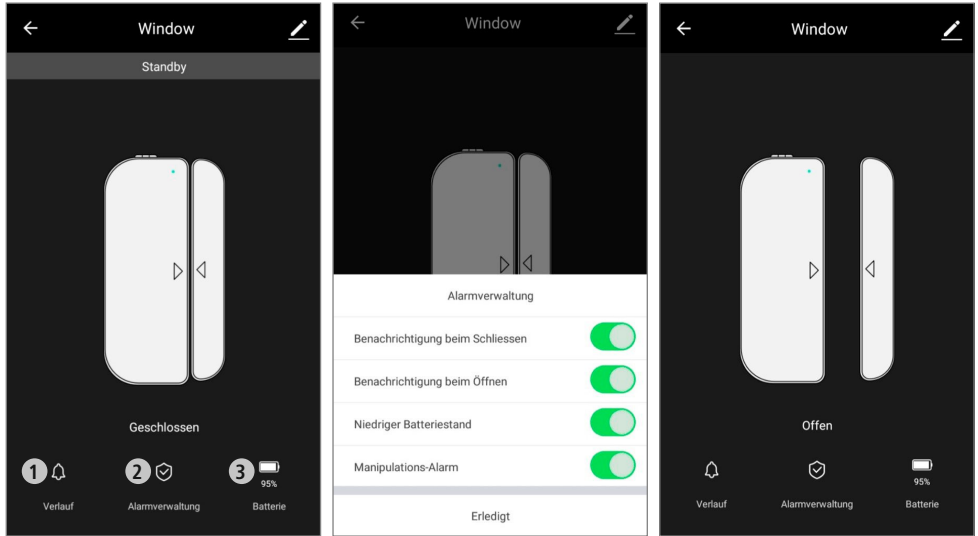 Window
Standby
Geschlossen
1
2
3
95%
Verlauf
Alarmverwaltung
Batterie
Window
Alarmverwaltung
Benachrichtigung beim Schliessen
Benachrichtigung beim Öffnen
Niedriger Batteriestand
Manipulations-Alarm
Erledigt
Window
Offen
95%
Verlauf
Alarmverwaltung
Batterie